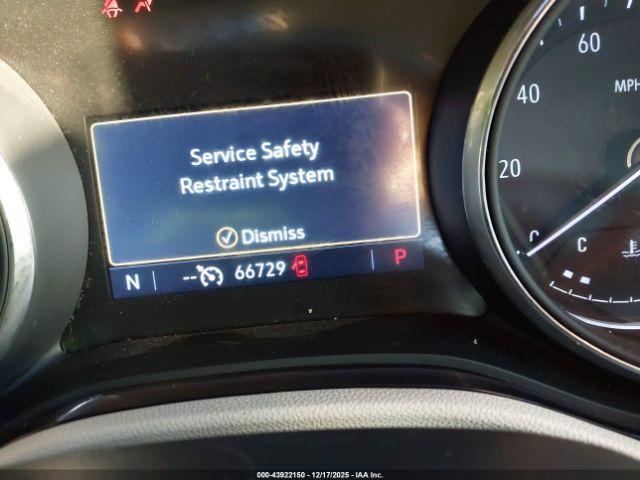 60
MPH
40
20
Service Safety
Restraint System
Dismiss
N -- 66729 P
C
000-43922150 | 12/17/2025 | IAA Inc.